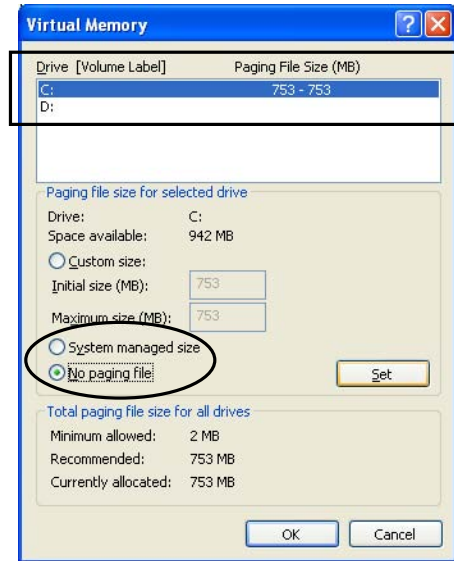 Virtual Memory
Drive [Volume Label] Paging File Size (MB)
C: 753 - 753
D:
Paging file size for selected drive
Drive: C:
Space available: 942 MB
Custom size:
Initial size (MB): 753
Maximum size (MB): 753
System managed size
No paging file
Set
Total paging file size for all drives
Minimum allowed: 2 MB
Recommended: 753 MB
Currently allocated: 753 MB
OK Cancel